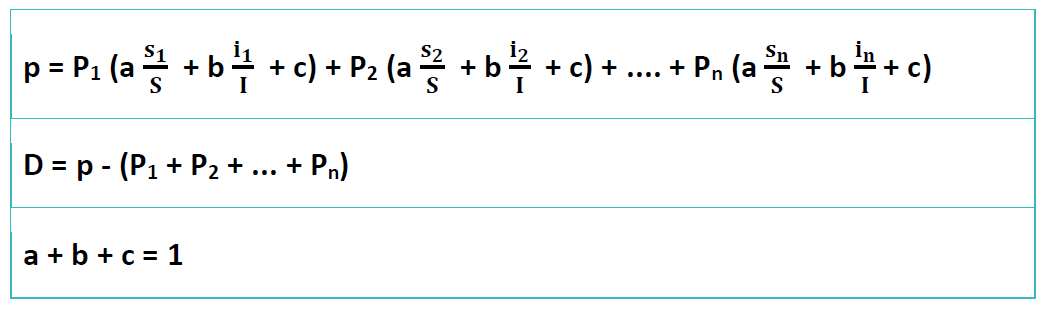 p = P₁ (a s₁/S + b i₁/I + c) + P₂ (a s₂/S + b i₂/I + c) + .... + Pₙ (a sₙ/S + b iₙ/I + c)
D = p - (P₁ + P₂ + ... + Pₙ)
a + b + c = 1